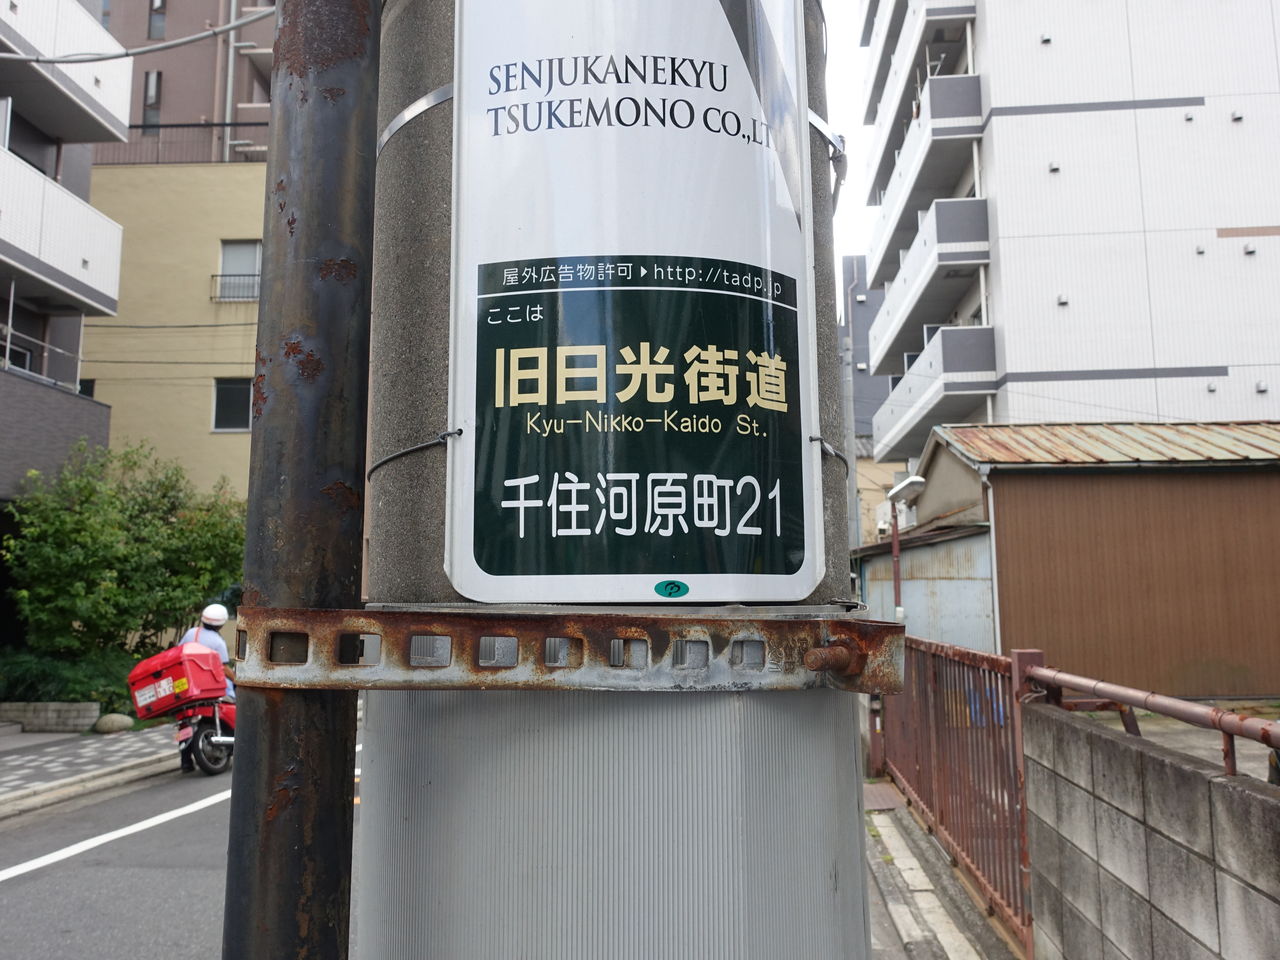 SENJUKANEKYU
TSUKEMONO CO.,LT
屋外広告物許可▶http://tadp.jp
ここは
旧日光街道
Kyu-Nikko-Kaido St.
千住河原町21